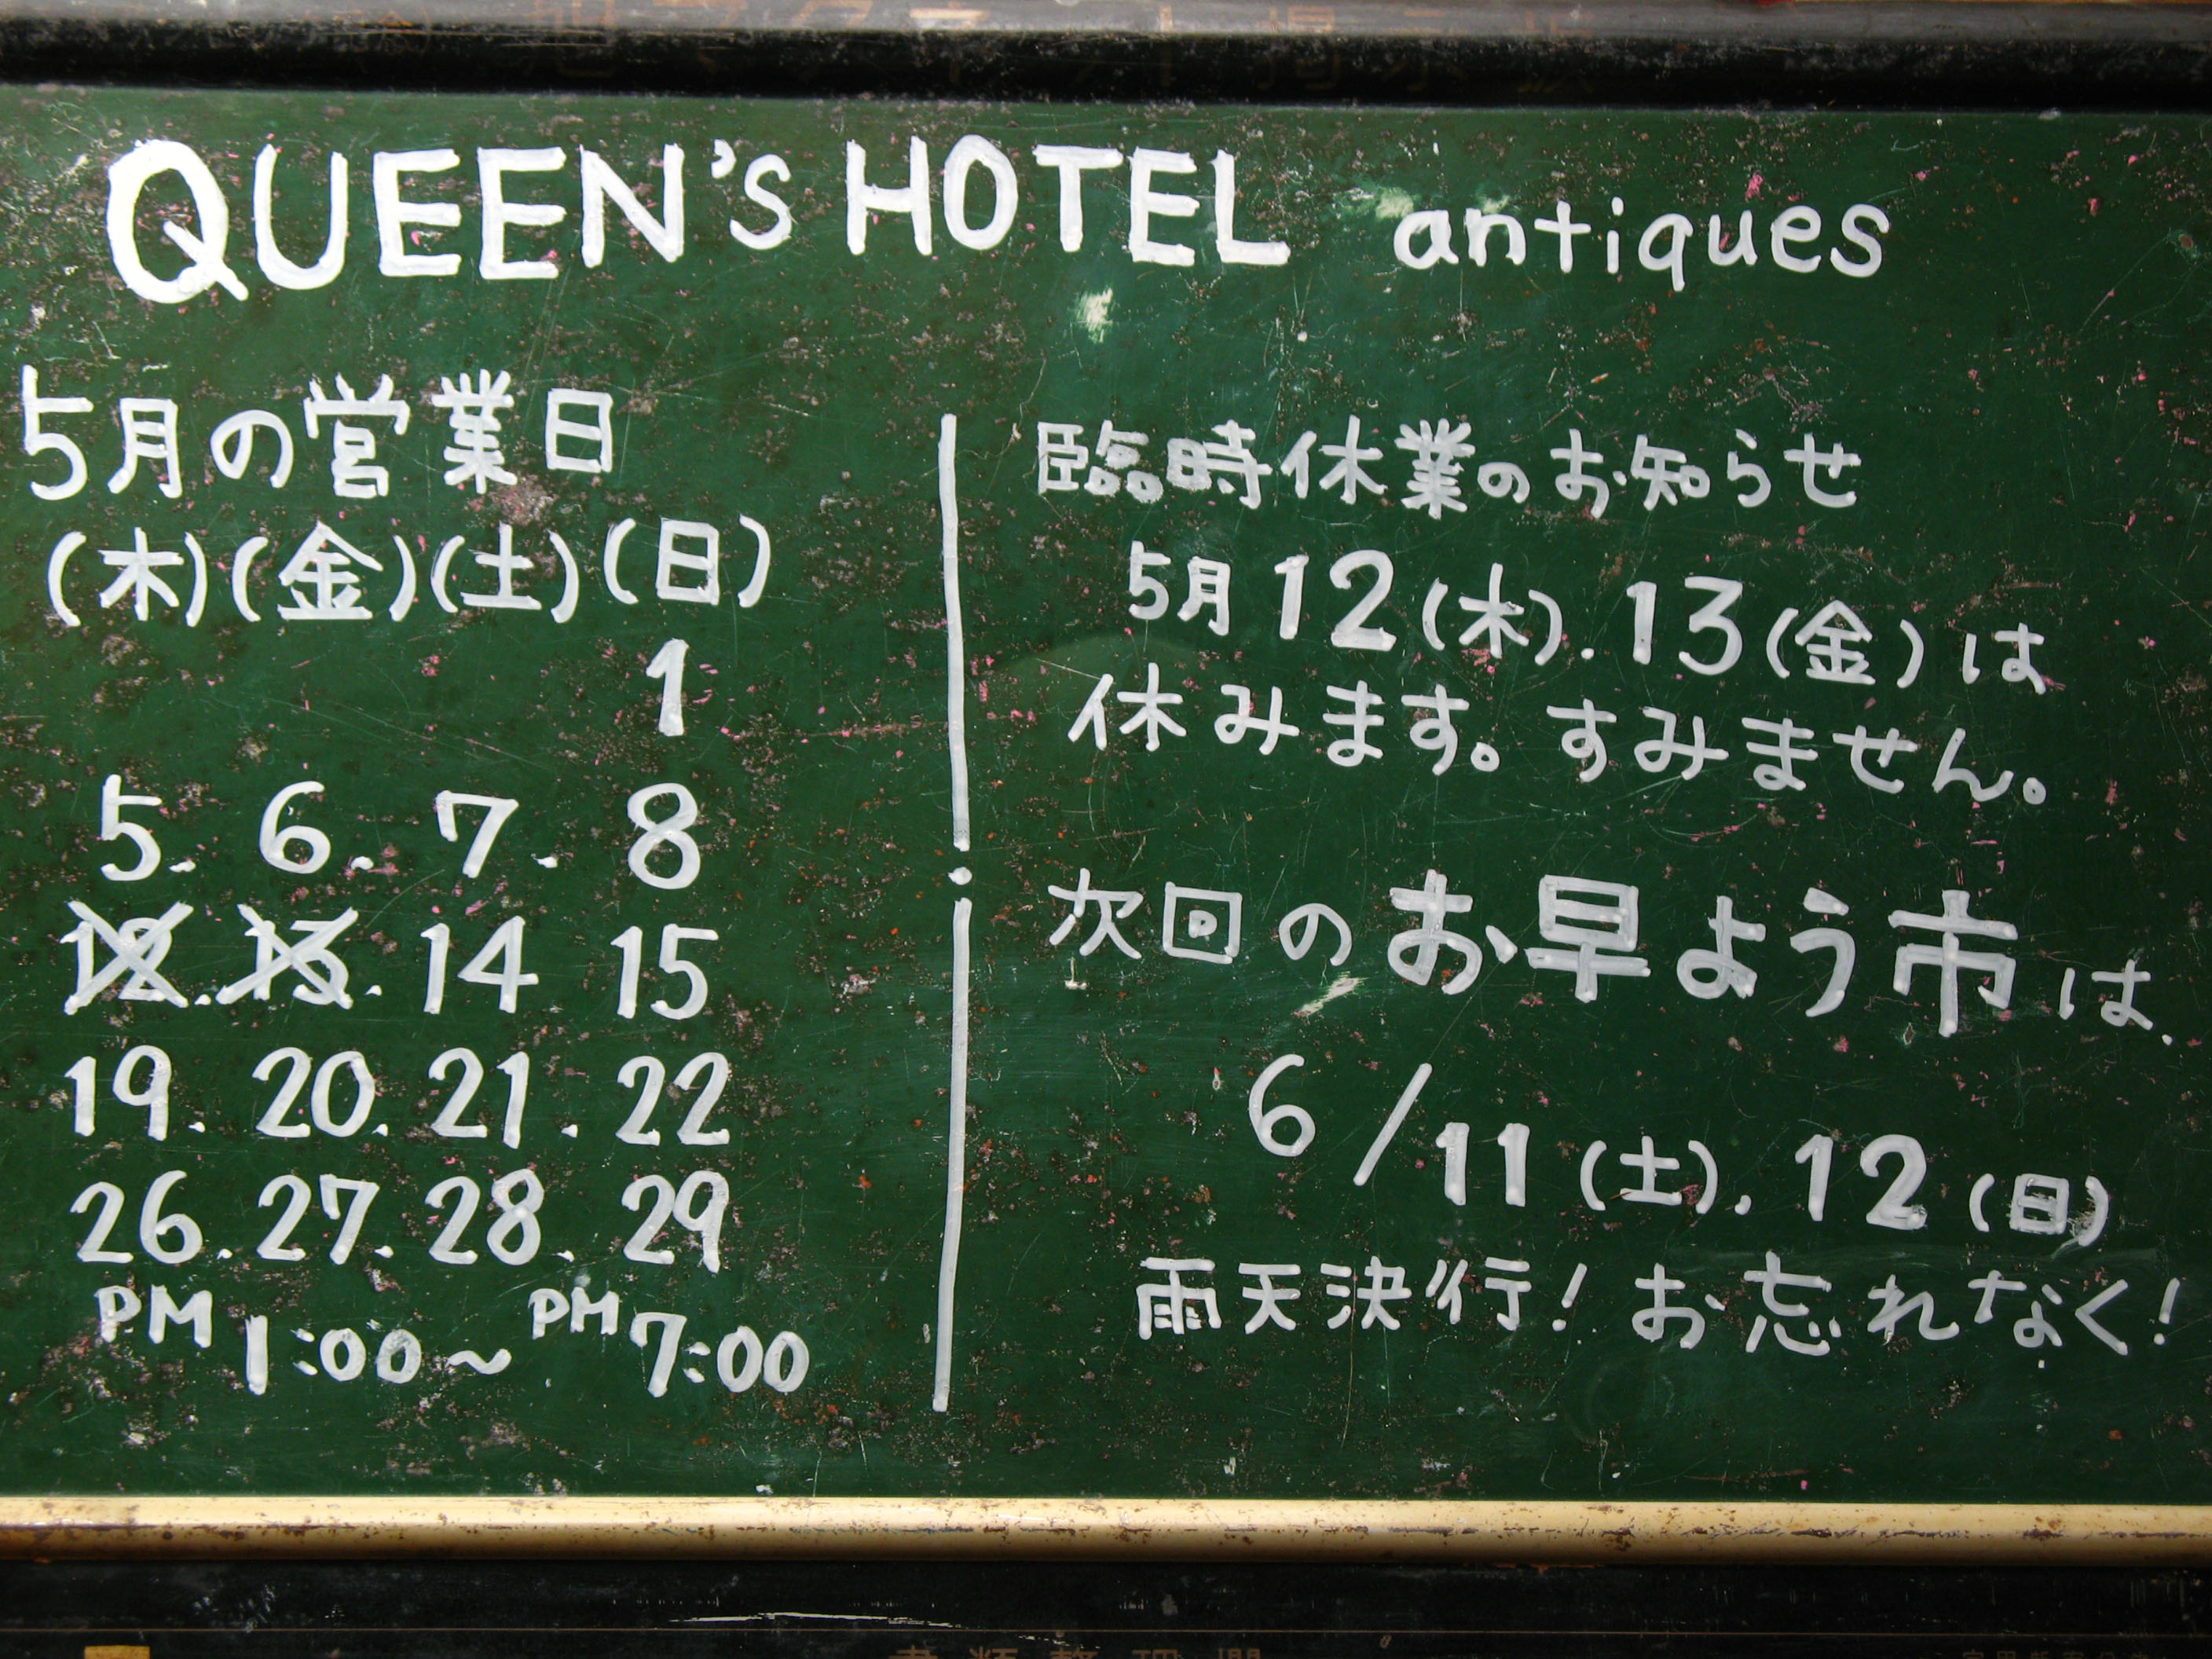 QUEEN'S HOTEL antiques
5月の営業日
(木)(金)(土)(日)
1
5. 6. 7. 8
12. 13. 14 15
19. 20. 21. 22
26. 27. 28. 29
PM 1:00~ PM 7:00
臨時休業のお知らせ
5月12(木).13(金)は
休みます。すみません。
次回のお早よう市は、
6/11(土).12(日)
雨天決行!お忘れなく!